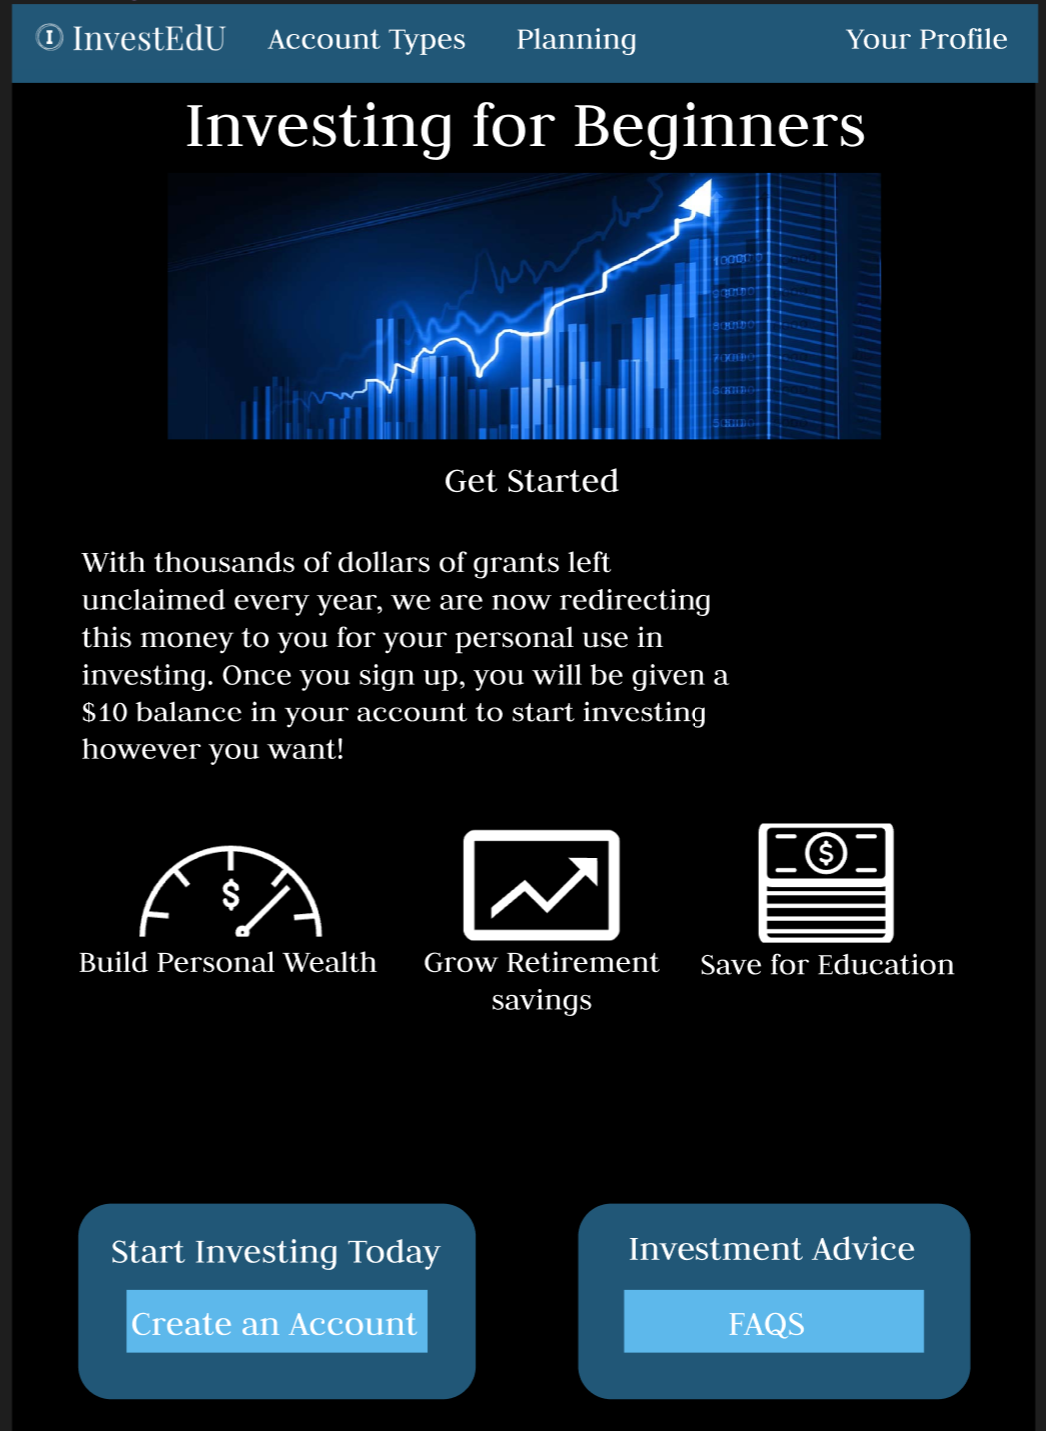 InvestEdU Account Types Planning Your Profile
Investing for Beginners
Get Started
With thousands of dollars of grants left
unclaimed every year, we are now redirecting
this money to you for your personal use in
investing. Once you sign up, you will be given a
$10 balance in your account to start investing
however you want!
$
$
Build Personal Wealth
Grow Retirement
savings
Save for Education
Start Investing Today
Create an Account
Investment Advice
FAQS